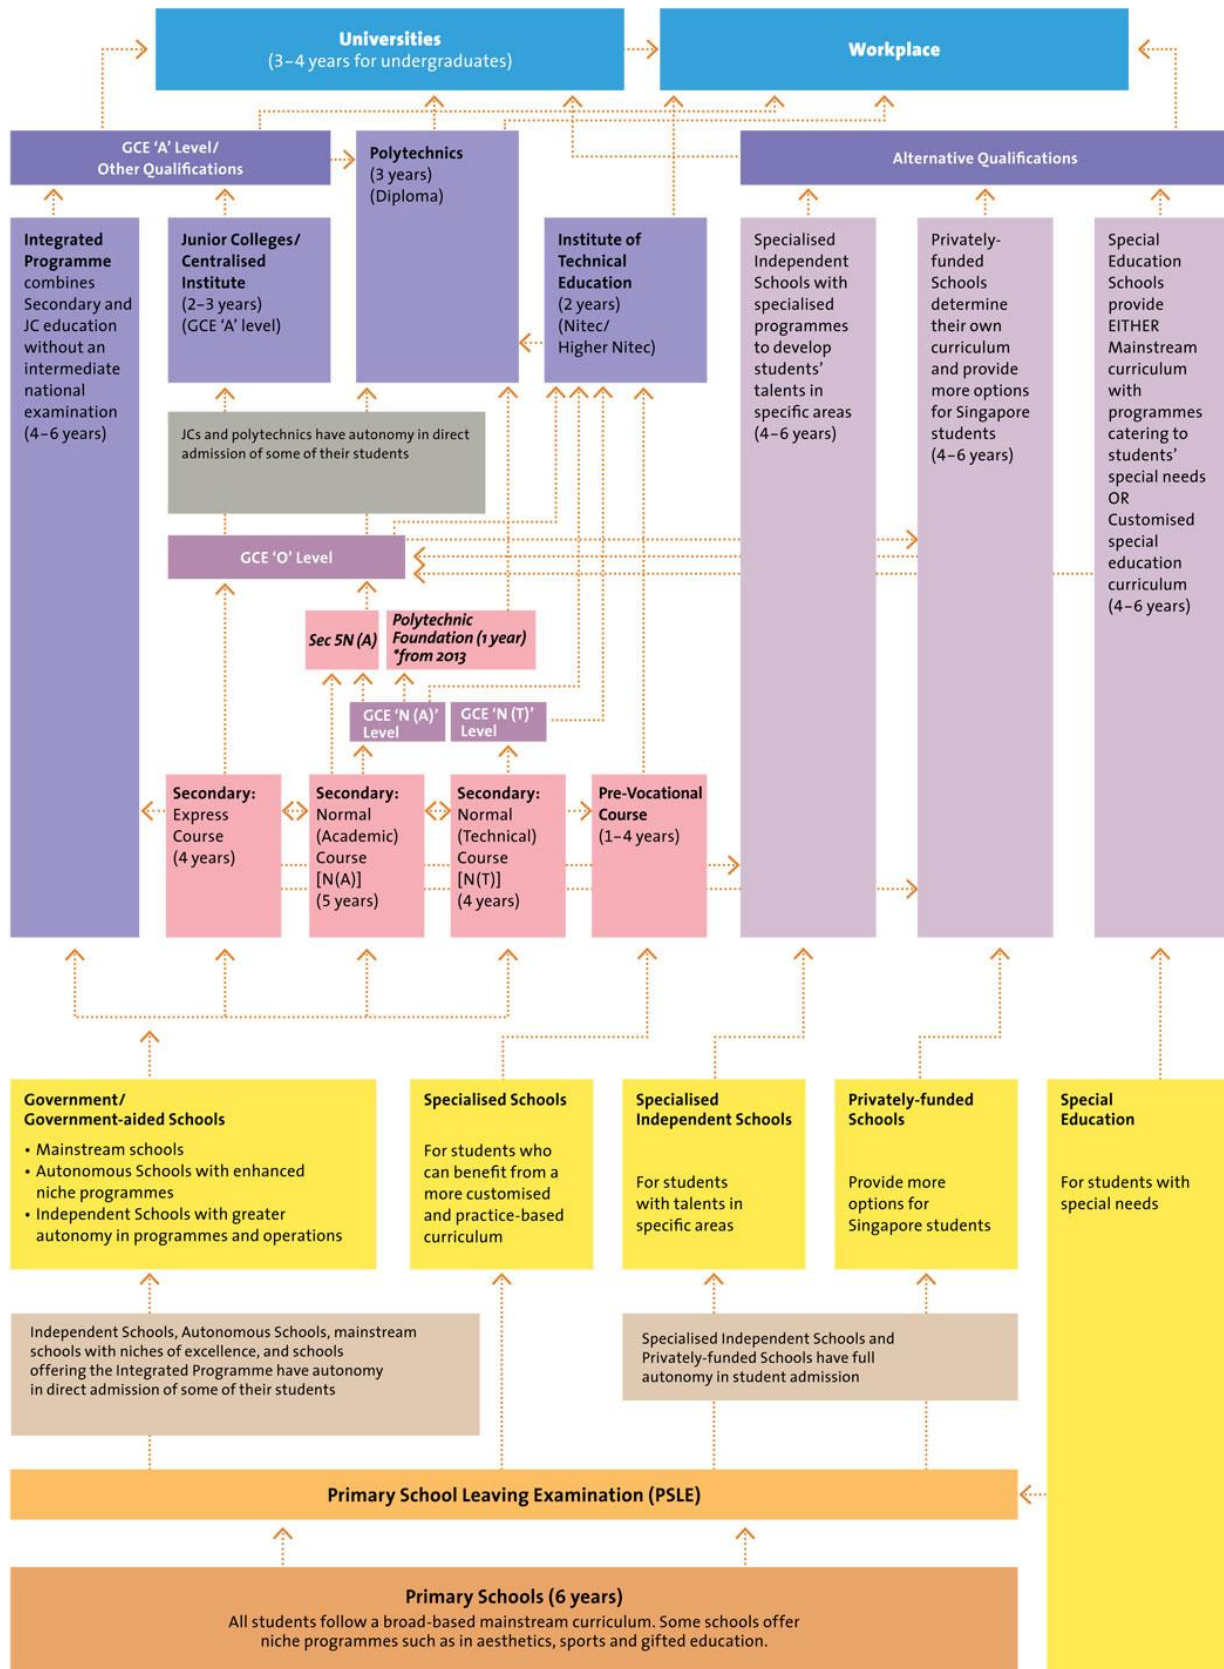 Universities
(3–4 years for undergraduates)
Workplace
GCE ‘A’ Level/
Other Qualifications
Polytechnics
(3 years)
(Diploma)
Alternative Qualifications
Integrated
Programme
combines
Secondary and
JC education
without an
intermediate
national
examination
(4–6 years)
Junior Colleges/
Centralised
Institute
(2–3 years)
(GCE ‘A’ level)
Institute of
Technical
Education
(2 years)
(Nitec/
Higher Nitec)
Specialised
Independent
Schools with
specialised
programmes
to develop
students’
talents in
specific areas
(4–6 years)
Privately-
funded
Schools
determine
their own
curriculum
and provide
more options
for Singapore
students
(4–6 years)
Special
Education
Schools
provide
EITHER
Mainstream
curriculum
with
programmes
catering to
students’
special needs
OR
Customised
special
education
curriculum
(4–6 years)
JCs and polytechnics have autonomy in direct
admission of some of their students
GCE ‘O’ Level
Sec 5N (A)
Polytechnic
Foundation (1 year)
*from 2013
GCE ‘N (A)’
Level
GCE ‘N (T)’
Level
Secondary:
Express
Course
(4 years)
Secondary:
Normal
(Academic)
Course
[N(A)]
(5 years)
Secondary:
Normal
(Technical)
Course
[N(T)]
(4 years)
Pre-Vocational
Course
(1–4 years)
Government/
Government-aided Schools
• Mainstream schools
• Autonomous Schools with enhanced
niche programmes
• Independent Schools with greater
autonomy in programmes and operations
Specialised Schools
For students who
can benefit from a
more customised
and practice-based
curriculum
Specialised
Independent Schools
For students
with talents in
specific areas
Privately-funded
Schools
Provide more
options for
Singapore students
Special
Education
For students with
special needs
Independent Schools, Autonomous Schools, mainstream
schools with niches of excellence, and schools
offering the Integrated Programme have autonomy
in direct admission of some of their students
Specialised Independent Schools and
Privately-funded Schools have full
autonomy in student admission
Primary School Leaving Examination (PSLE)
Primary Schools (6 years)
All students follow a broad-based mainstream curriculum. Some schools offer
niche programmes such as in aesthetics, sports and gifted education.